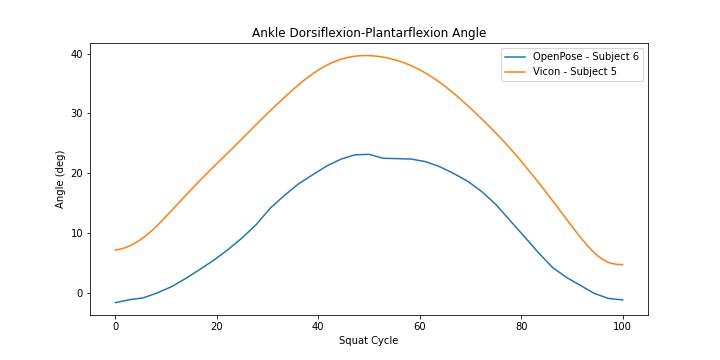 Ankle Dorsiflexion-Plantarflexion Angle
OpenPose - Subject 6
Vicon - Subject 5
40
30
20
10
0
Angle (deg)
0 20 40 60 80 100
Squat Cycle